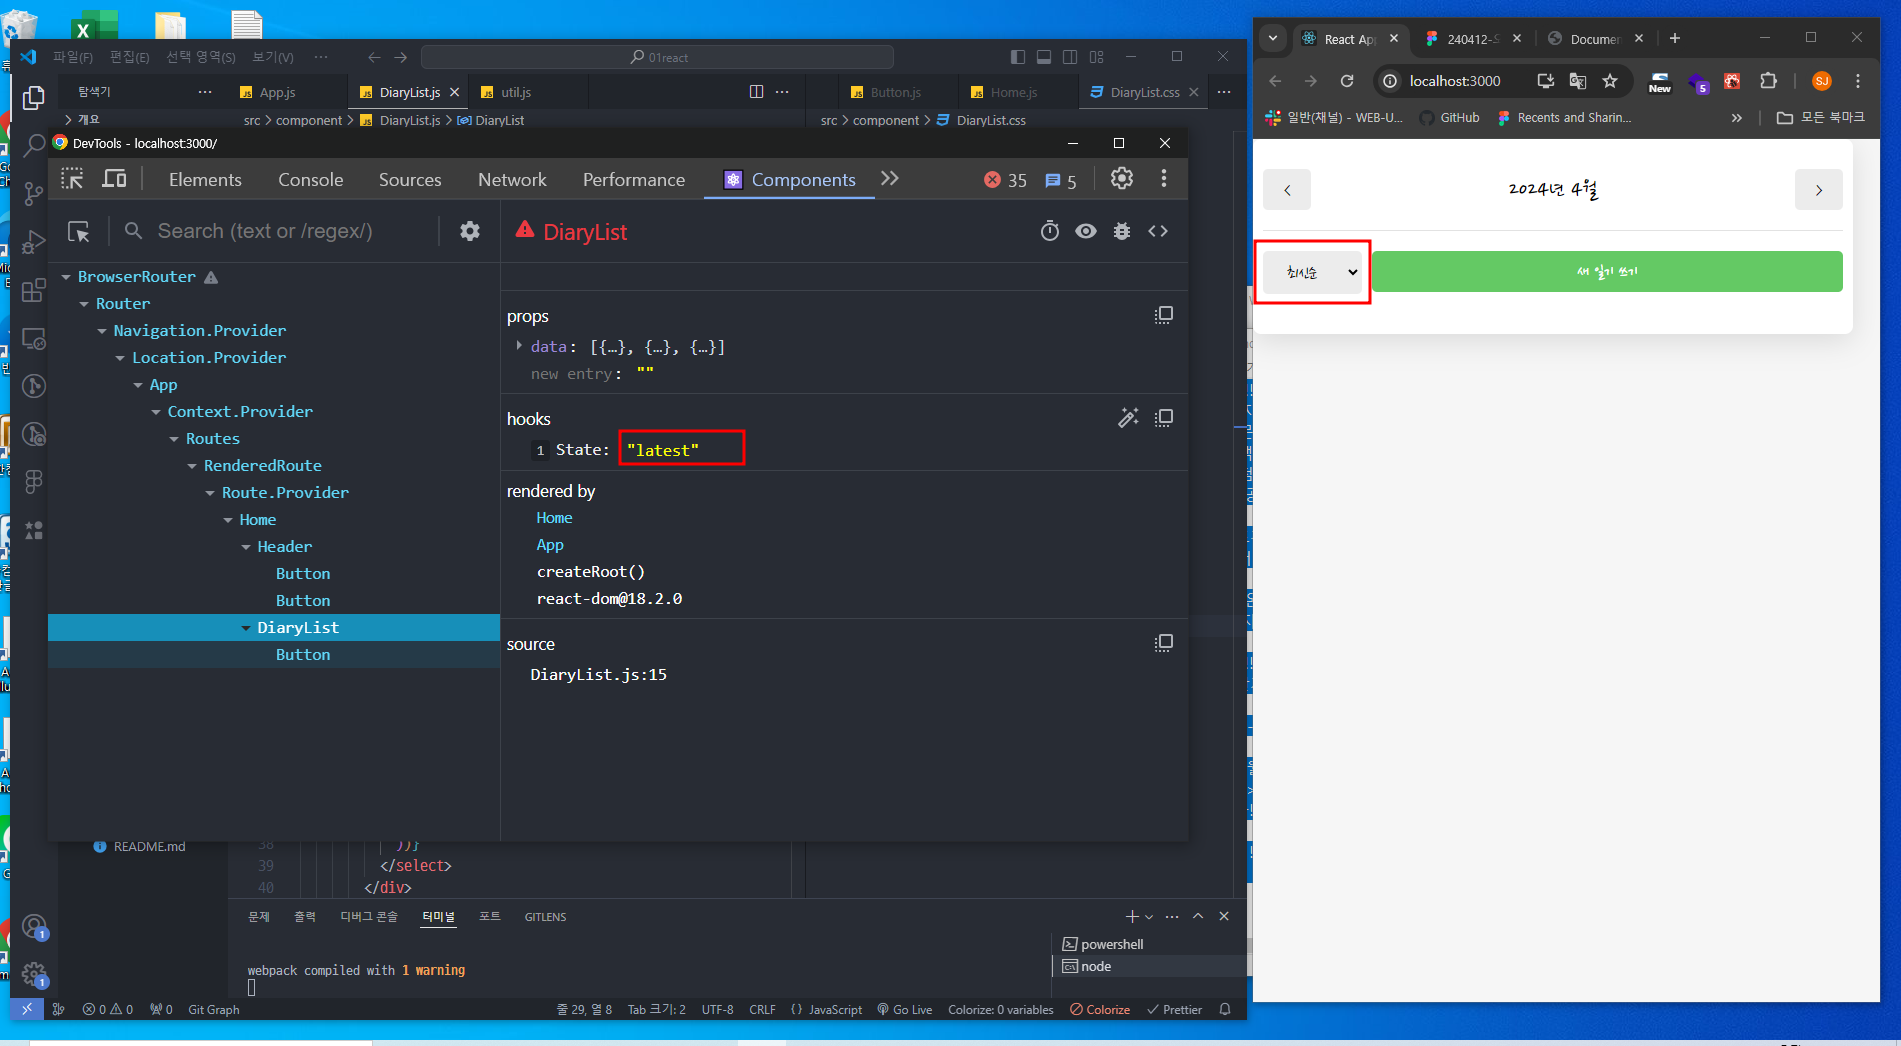 파일(F) 편집(E) 선택 영역(S) 보기(V) ···
01react
탐색기 ···
App.js DiaryList.js util.js ···
Button.js Home.js DiaryList.css ···
개요
src > component > DiaryList.js > DiaryList
src > component > DiaryList.css
DevTools - localhost:3000/
Elements Console Sources Network Performance Components 35 5
Search (text or /regex/)
DiaryList
BrowserRouter
Router
Navigation.Provider
Location.Provider
App
Context.Provider
Routes
RenderedRoute
Route.Provider
Home
Header
Button
Button
DiaryList
Button
props
data: [{…}, {…}, {…}]
new entry: ""
hooks
1 State: "latest"
rendered by
Home
App
createRoot()
react-dom@18.2.0
source
DiaryList.js:15
README.md
38 ))}
39 </select>
40 </div>
문제 출력 디버그 콘솔 터미널 포트 GITLENS
powershell
node
webpack compiled with 1 warning
0 0 0 Git Graph 줄 29, 열 8 Tab 크기: 2 UTF-8 CRLF {} JavaScript Go Live Colorize: 0 variables Colorize Prettier
React Ap 240412-S Documen
localhost:3000 New 5 SJ
일반(채널) - WEB-U... GitHub Recents and Sharin... » 모든 북마크
< 2024년 4월 >
최신순 새 일기 쓰기